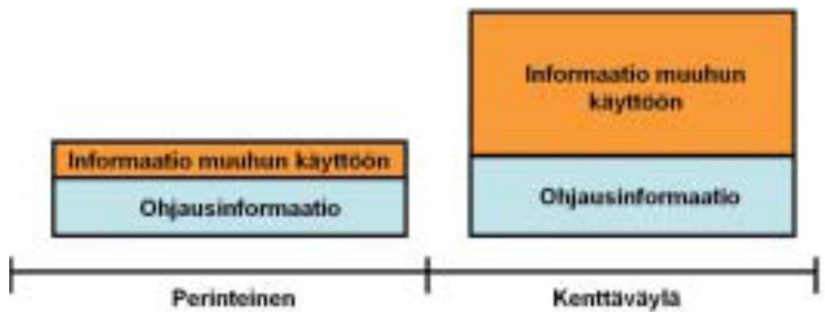 Informaatio muuhun käyttöön
Ohjausinformaatio
Perinteinen
Informaatio muuhun
käyttöön
Ohjausinformaatio
Kenttäväylä